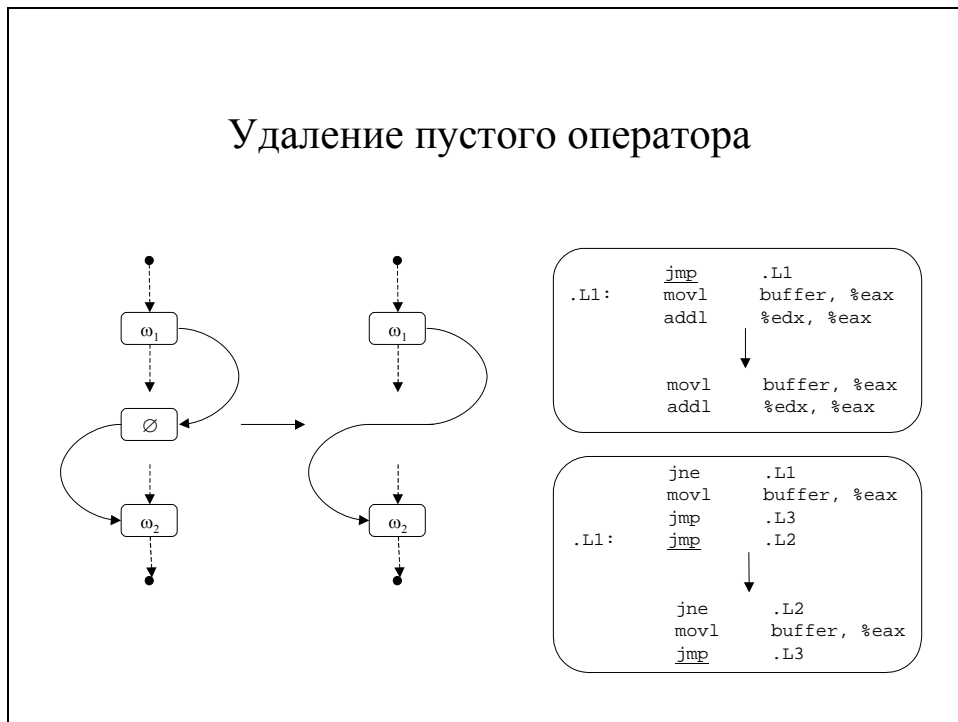 Удаление пустого оператора
ω₁
∅
ω₂
ω₁
ω₂
jmp .L1
.L1: movl buffer, %eax
addl %edx, %eax
movl buffer, %eax
addl %edx, %eax
jne .L1
movl buffer, %eax
jmp .L3
.L1: jmp .L2
jne .L2
movl buffer, %eax
jmp .L3